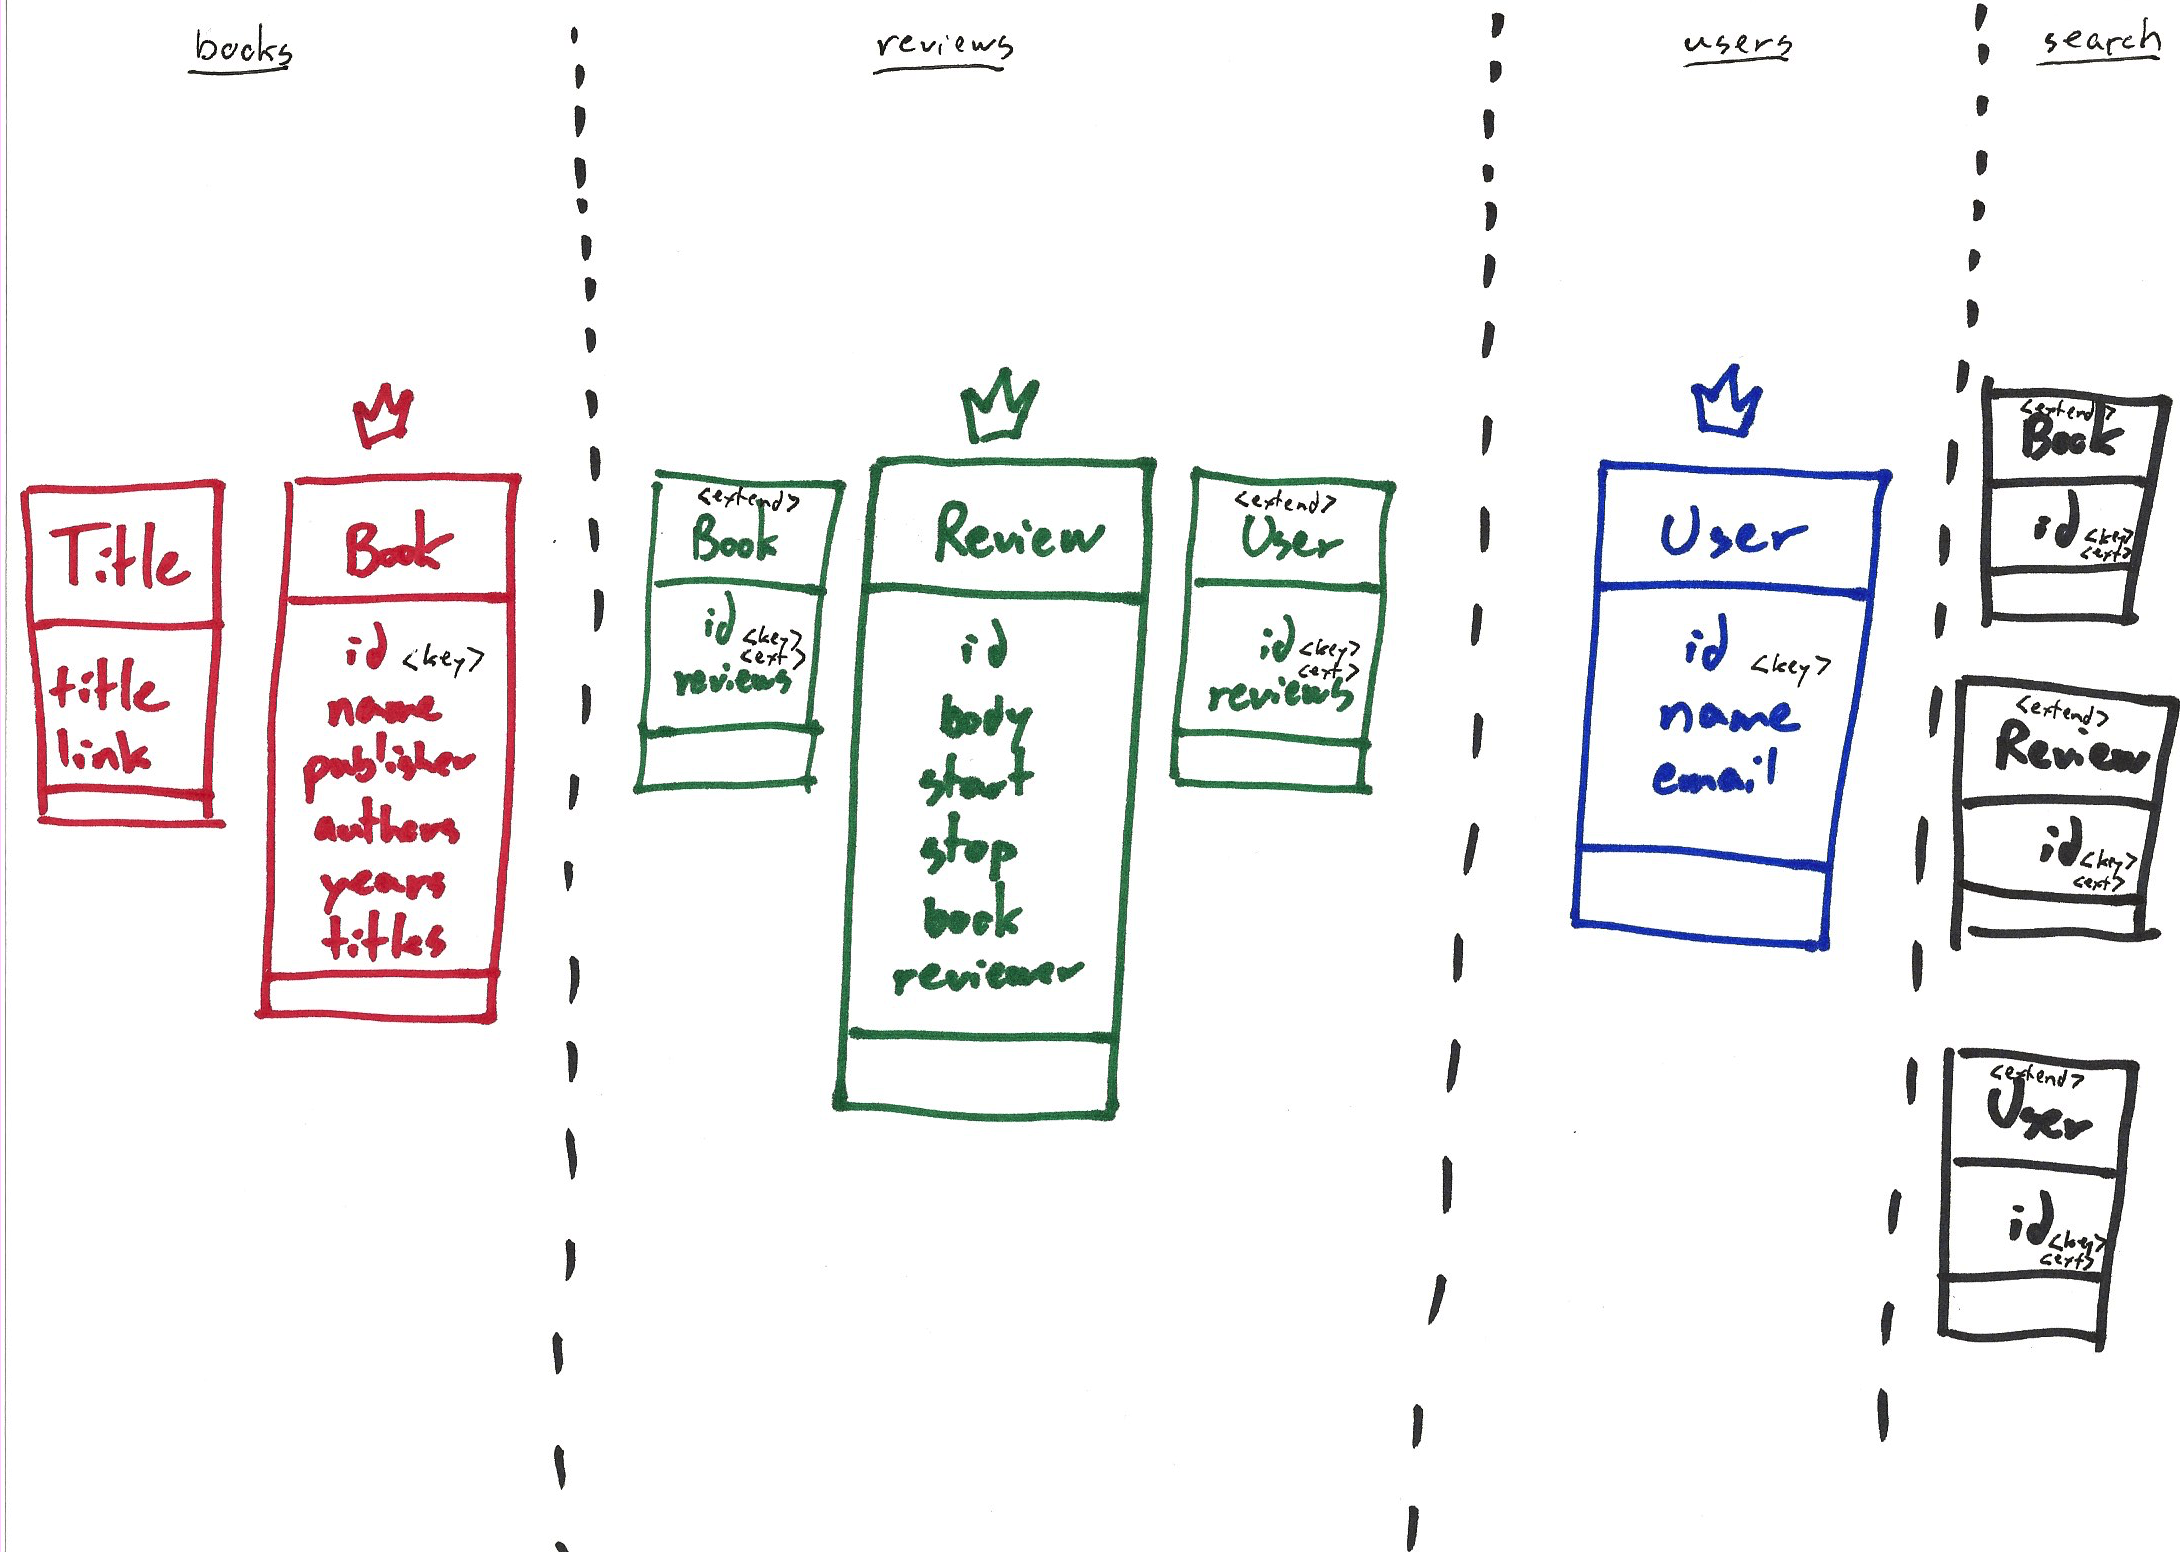 books
Title
title
link
Book
id <key>
name
publisher
authors
years
titles
reviews
<extend>
Book
id <key>
<ext>
reviews
Review
id
body
start
stop
book
reviewer
<extend>
User
id <key>
<ext>
reviews
users
User
id <key>
name
email
search
<extend>
Book
id <key>
<ext>
<extend>
Review
id <key>
<ext>
<extend>
User
id <key>
<ext>